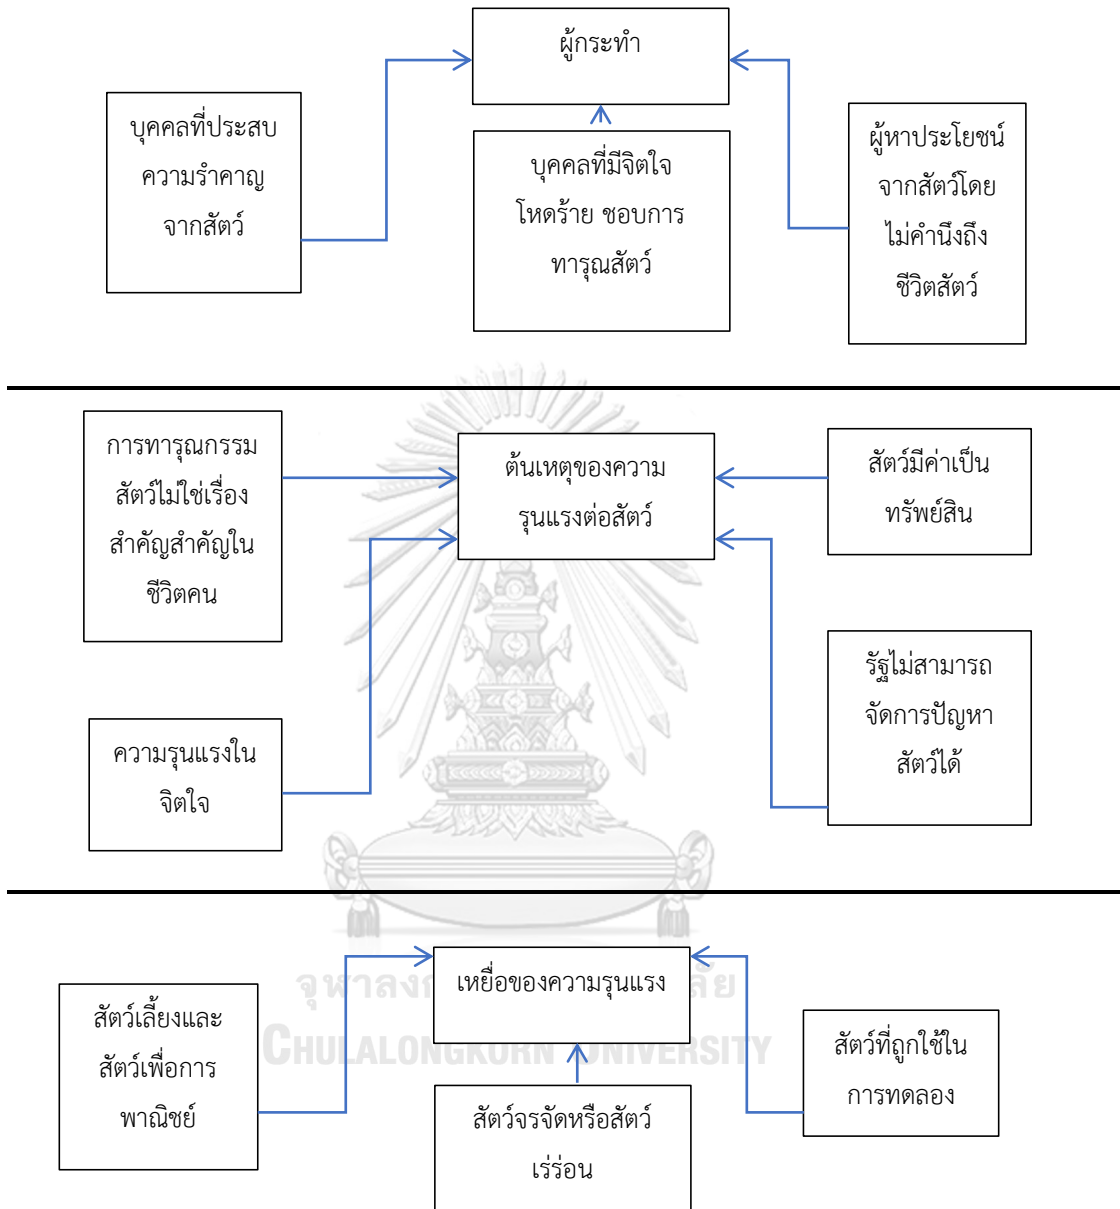 ผู้กระทำ
บุคคลที่ประสบ
ความรำคาญ
จากสัตว์
บุคคลที่มีจิตใจ
โหดร้าย ชอบการ
ทารุณสัตว์
ผู้หาประโยชน์
จากสัตว์โดย
ไม่คำนึงถึง
ชีวิตสัตว์
การทารุณกรรม
สัตว์ไม่ใช่เรื่อง
สำคัญสำคัญใน
ชีวิตคน
ต้นเหตุของความ
รุนแรงต่อสัตว์
สัตว์มีค่าเป็น
ทรัพย์สิน
ความรุนแรงใน
จิตใจ
รัฐไม่สามารถ
จัดการปัญหา
สัตว์ได้
เหยื่อของความรุนแรง
สัตว์เลี้ยงและ
สัตว์เพื่อการ
พาณิชย์
สัตว์จรจัดหรือสัตว์
เร่ร่อน
สัตว์ที่ถูกใช้ใน
การทดลอง
CHULALONGKORN UNIVERSITY